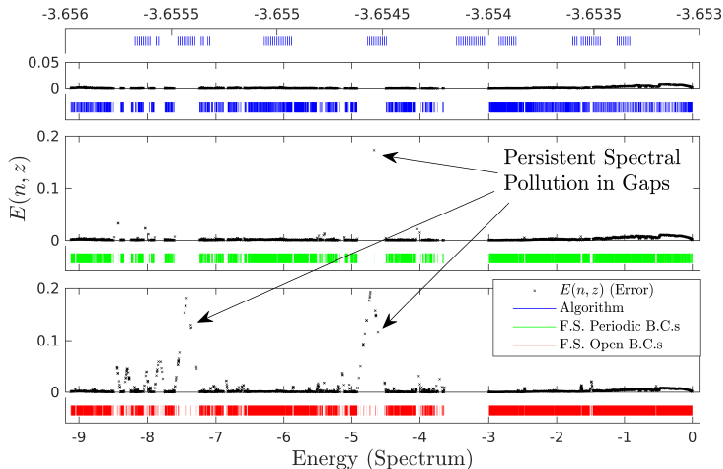 -3.656 -3.6555 -3.655 -3.6545 -3.654 -3.6535 -3.653
0.05
0
0.2
0.1
0
Persistent Spectral
Pollution in Gaps
E(n, z)
0.2
0.1
0
E(n, z) (Error)
Algorithm
F.S. Periodic B.C.s
F.S. Open B.C.s
-9 -8 -7 -6 -5 -4 -3 -2 -1 0
Energy (Spectrum)